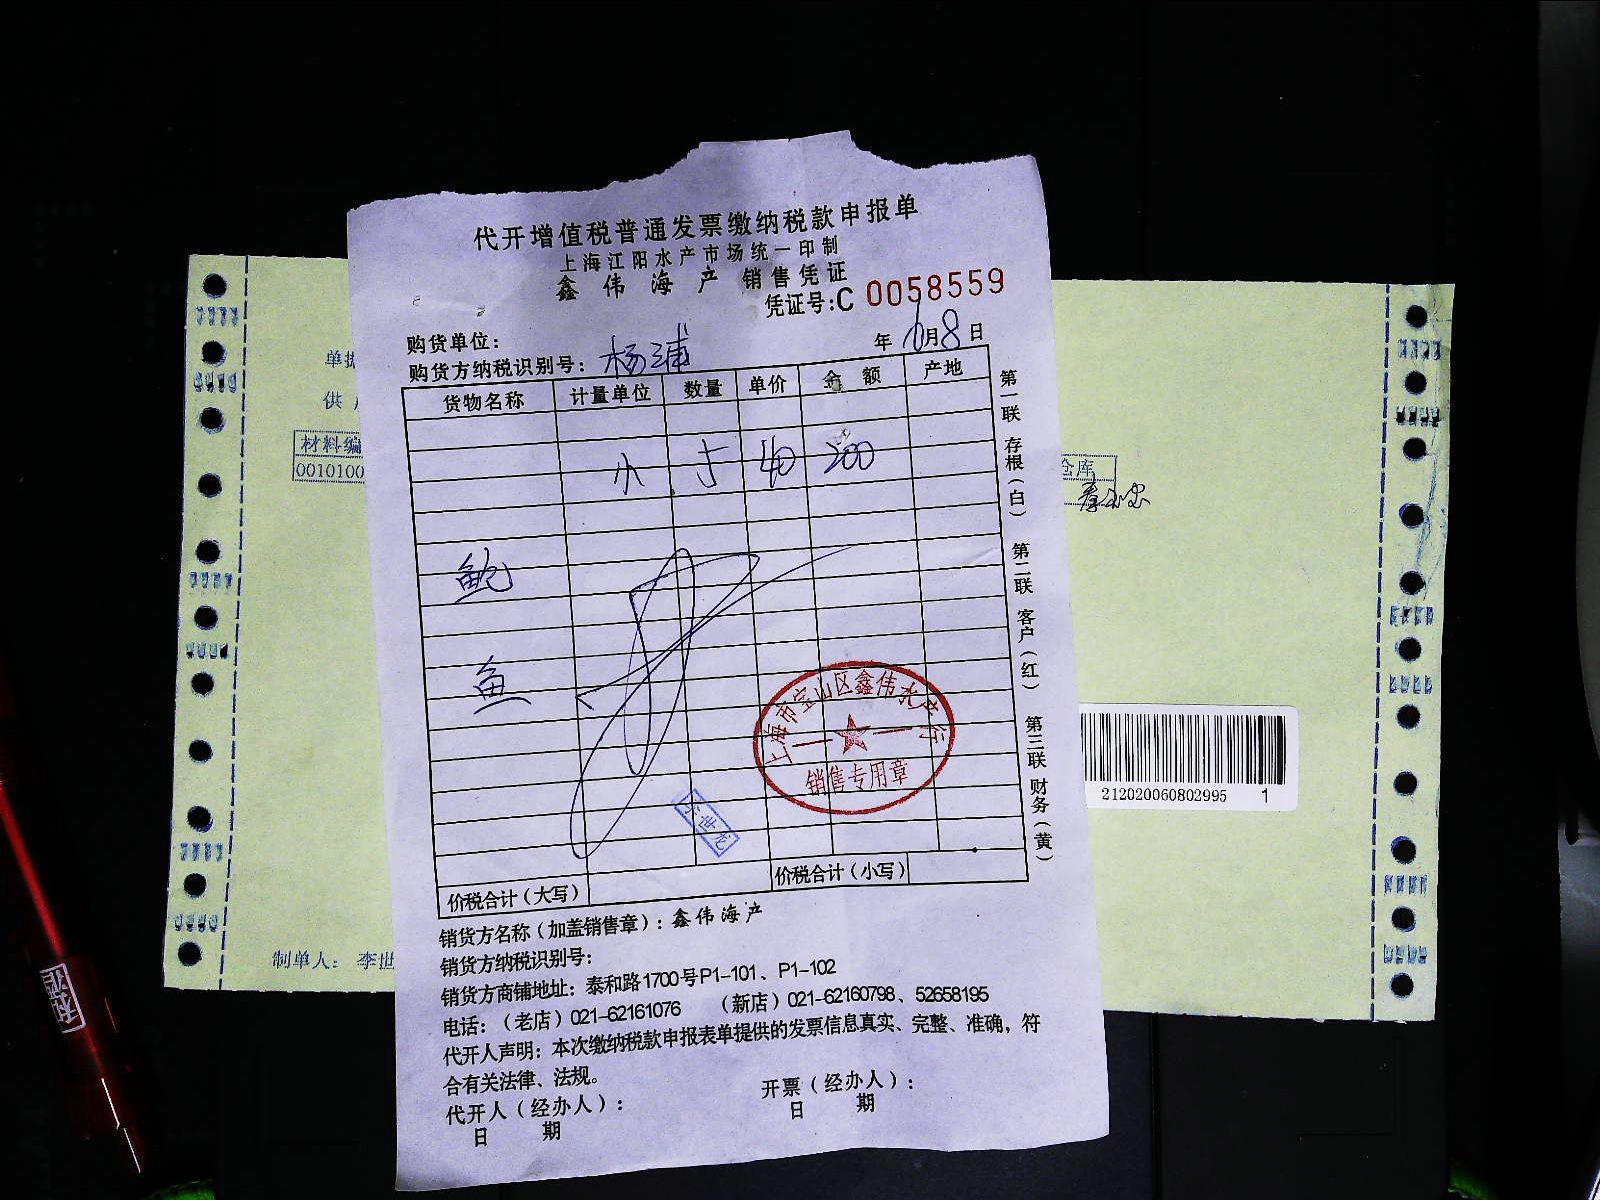 代开增值税普通发票缴纳税款申报单
上海江阳水产市场统一印制
鑫伟海产 销售凭证
凭证号:C 0058559
购货单位：
年 6月8日
购货方纳税识别号：杨浦
货物名称 计量单位 数量 单价 金额 产地
小 5 40 200
鲍
鱼
价税合计（大写） 价税合计（小写）
第一联 存根（白） 第二联 客户（红） 第三联 财务（黄）
上海市宝山区鑫伟水产行
销售专用章
李世龙
销货方名称（加盖销售章）：鑫伟海产
销货方纳税识别号：
销货方商铺地址：泰和路1700号P1-101、P1-102
电话：（老店）021-62161076 （新店）021-62160798、52658195
代开人声明：本次缴纳税款申报表单提供的发票信息真实、完整、准确，符
合有关法律、法规。
代开人（经办人）： 开票（经办人）：
日 期 日 期
单据
供
材料编
0010100
仓库
制单人： 李世
212020060802995 1